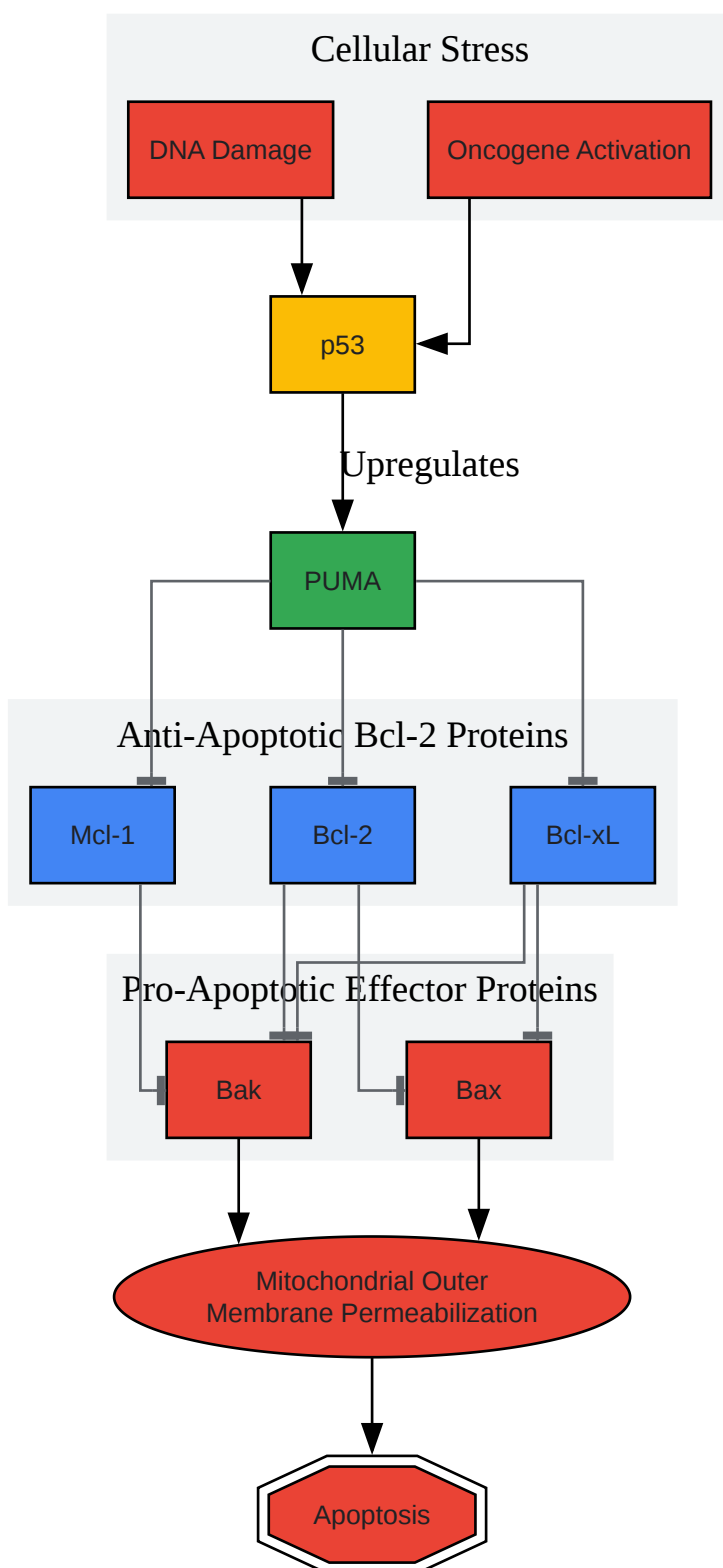 Cellular Stress
DNA Damage
Oncogene Activation
p53
Upregulates
PUMA
Anti-Apoptotic Bcl-2 Proteins
Mcl-1
Bcl-2
Bcl-xL
Pro-Apoptotic Effector Proteins
Bak
Bax
Mitochondrial Outer
Membrane Permeabilization
Apoptosis